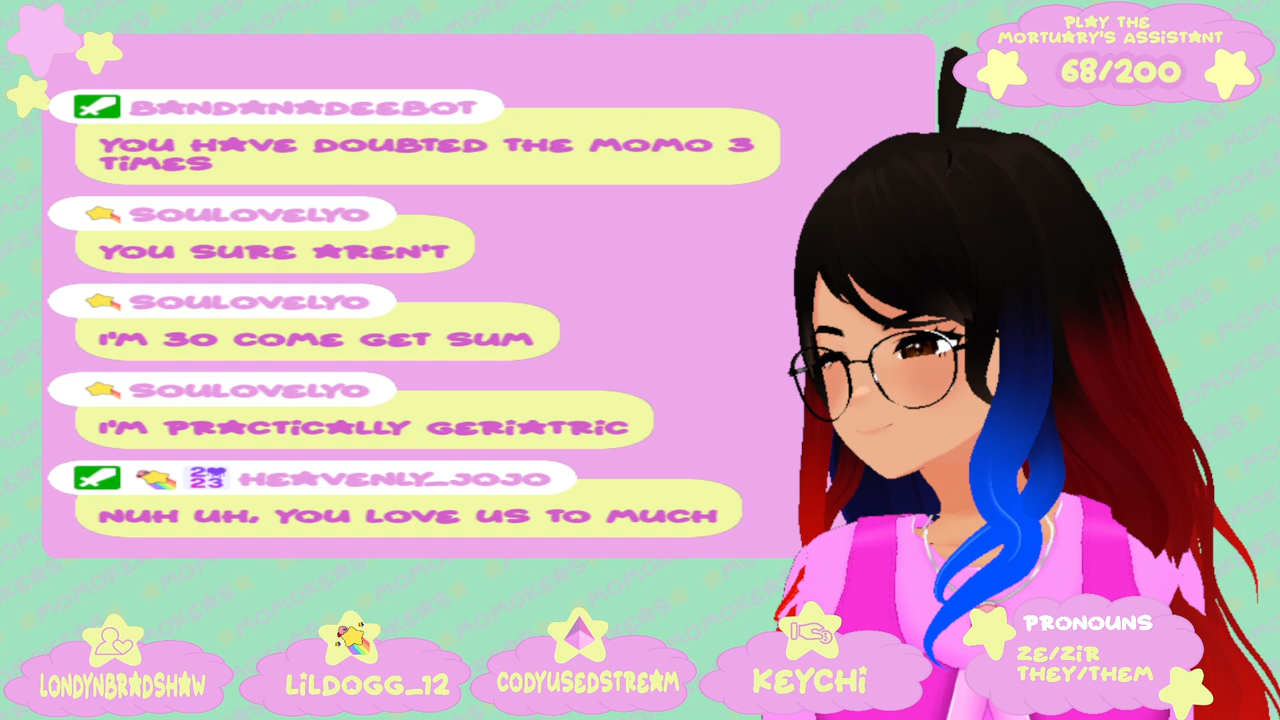 PLAY THE
MORTUARY'S ASSISTANT
68/200
BANDANADEEBOT
YOU HAVE DOUBTED THE MOMO 3
TIMES
SOULOVELYO
YOU SURE AREN'T
SOULOVELYO
I'M 30 COME GET SUM
SOULOVELYO
I'M PRACTICALLY GERIATRIC
2023 HEAVENLY_JOJO
NUH UH, YOU LOVE US TO MUCH
LONDYNBRADSHAW
LILDOGG_12
CODYUSEDSTREAM
KEYCHI
PRONOUNS
ZE/ZIR
THEY/THEM
MOMOKERS